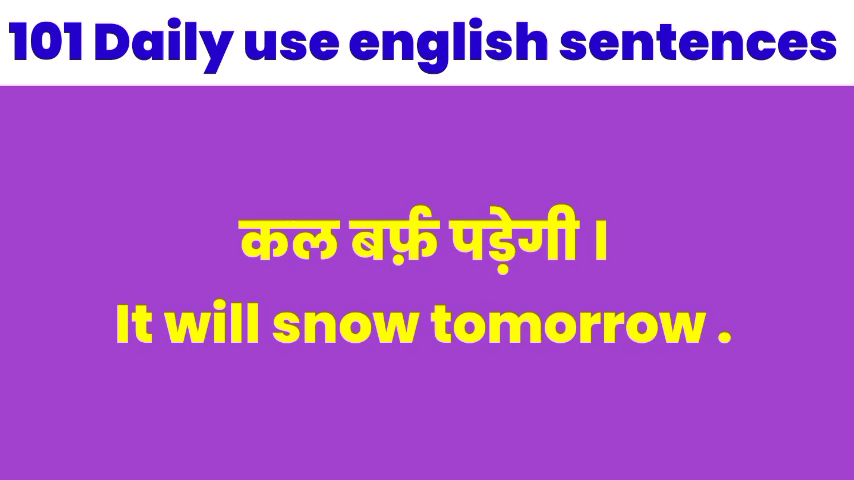 101 Daily use english sentences
कल बर्फ़ पड़ेगी ।
It will snow tomorrow .